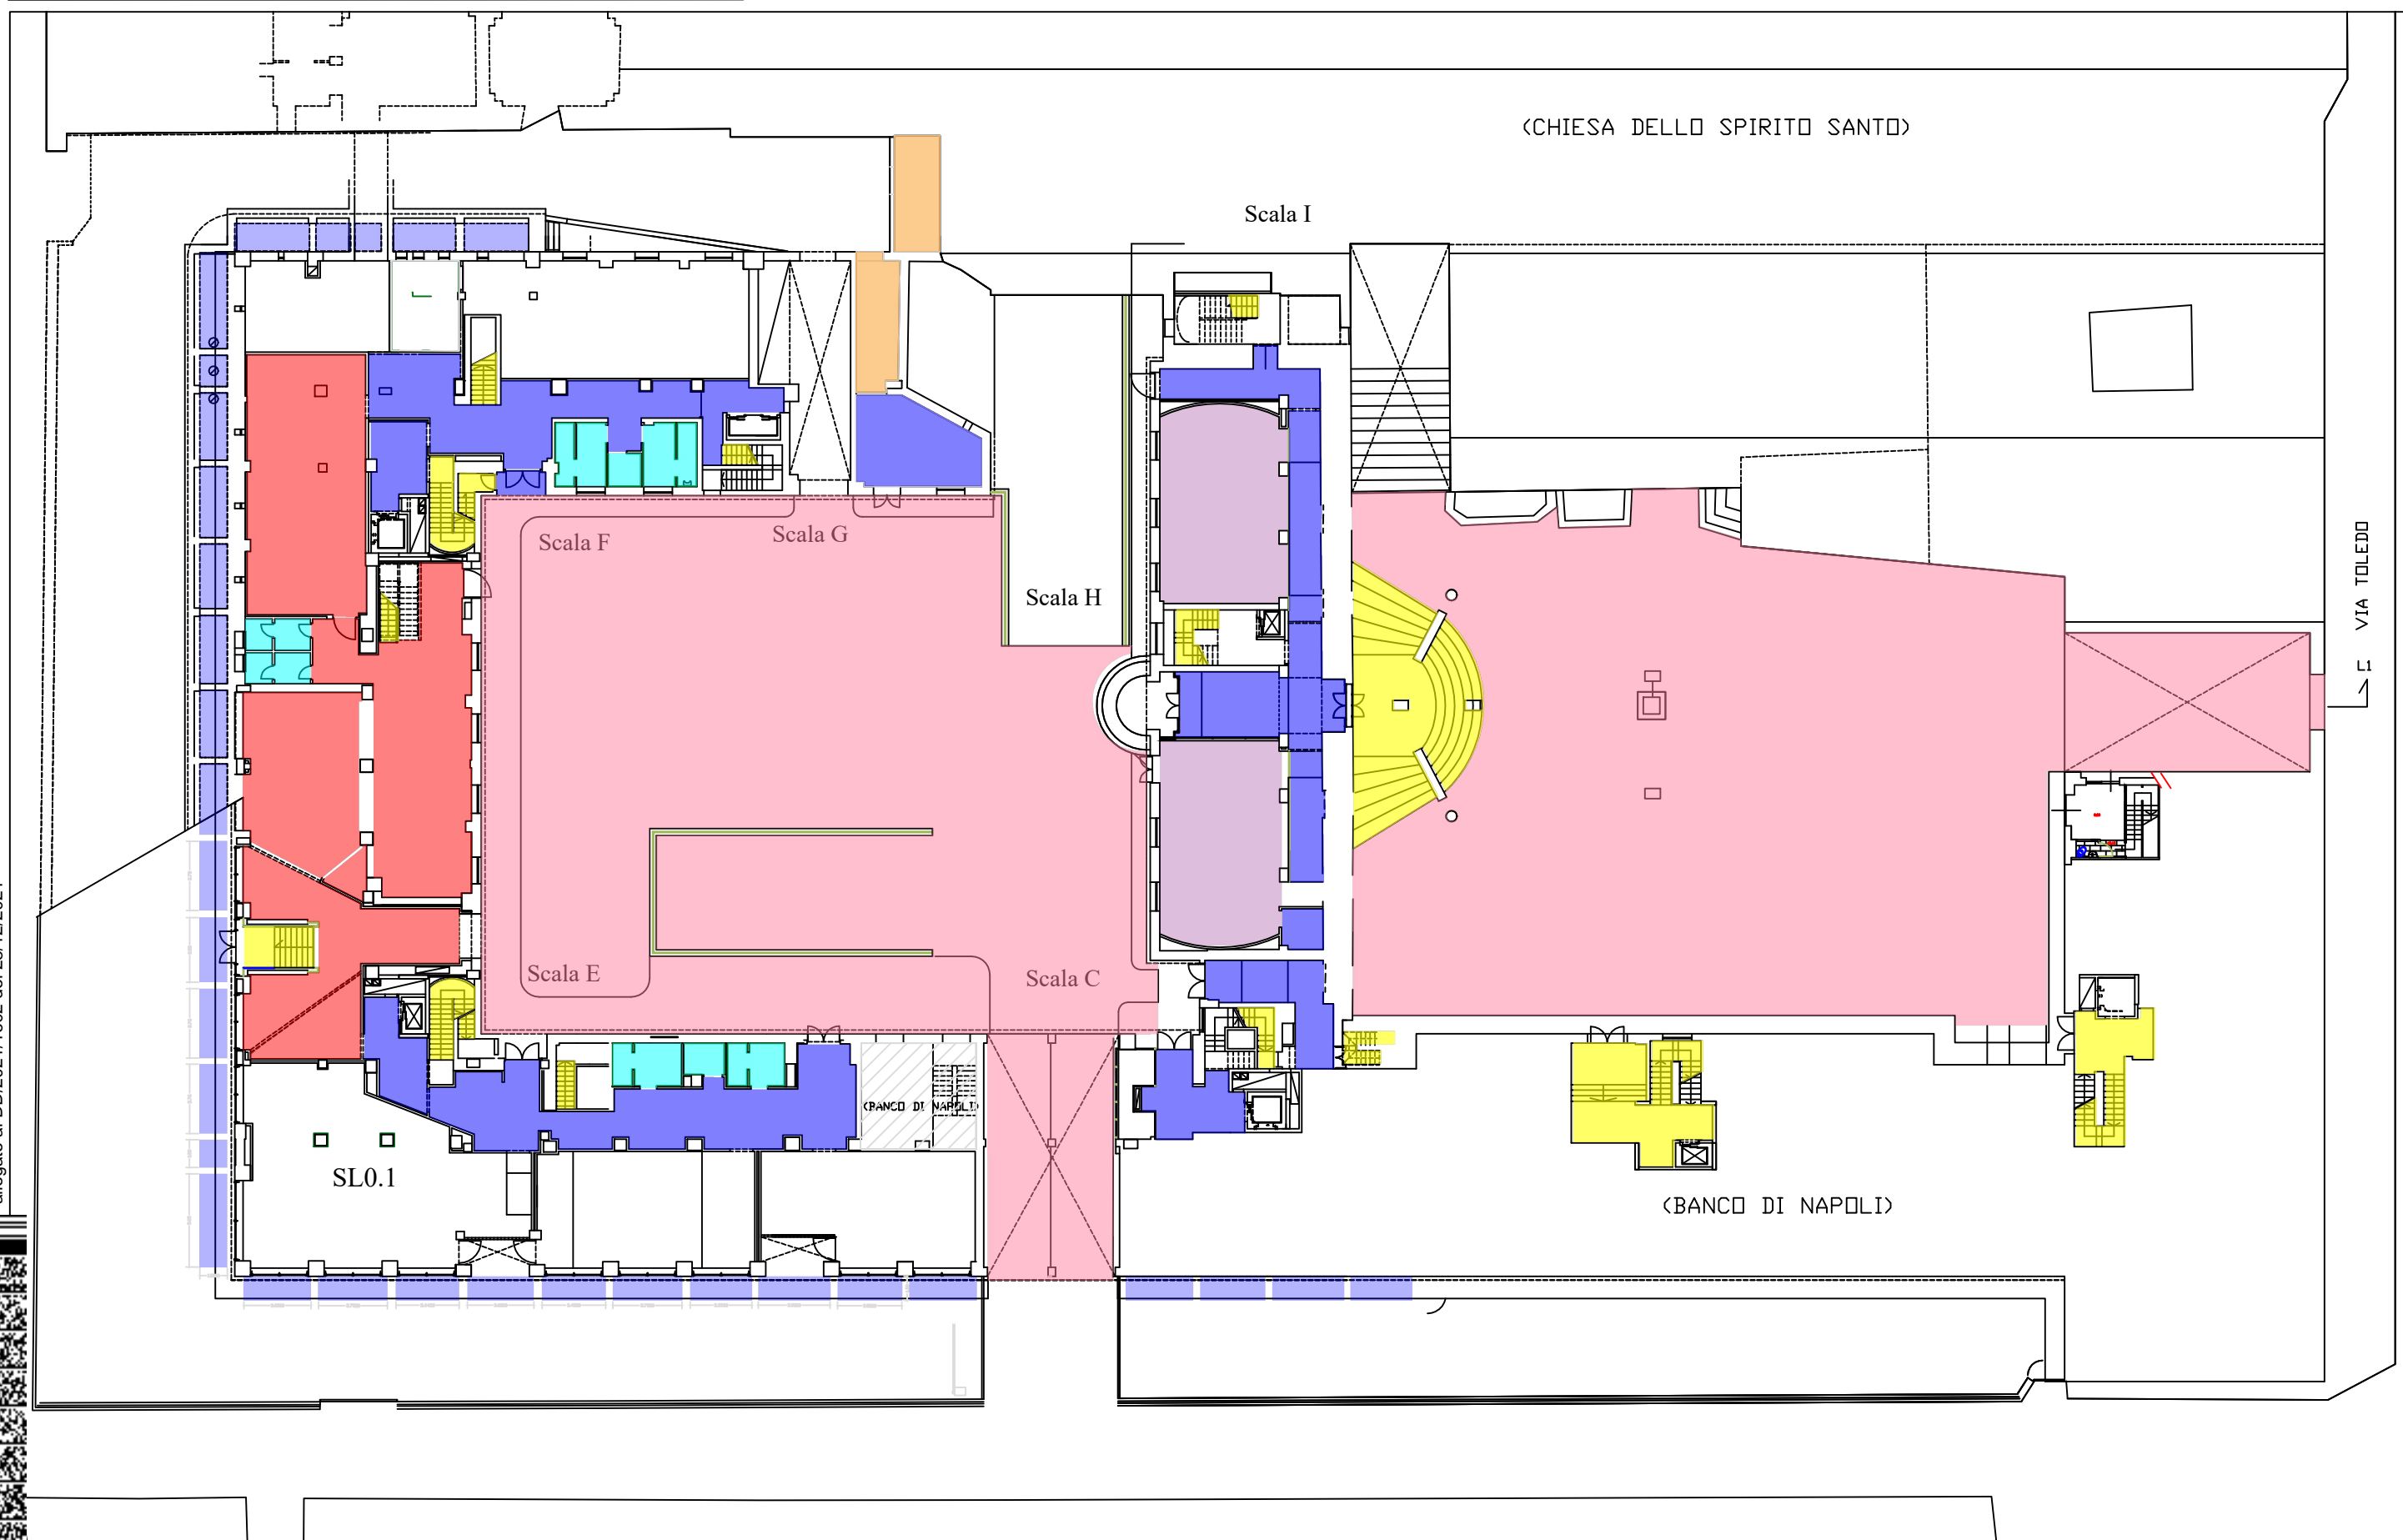 (CHIESA DELLO SPIRITO SANTO)
Scala I
Scala F
Scala G
Scala H
VIA TOLEDO
L1
Scala E
Scala C
(BANCO DI NAPOLI)
SL0.1
(BANCO DI NAPOLI)